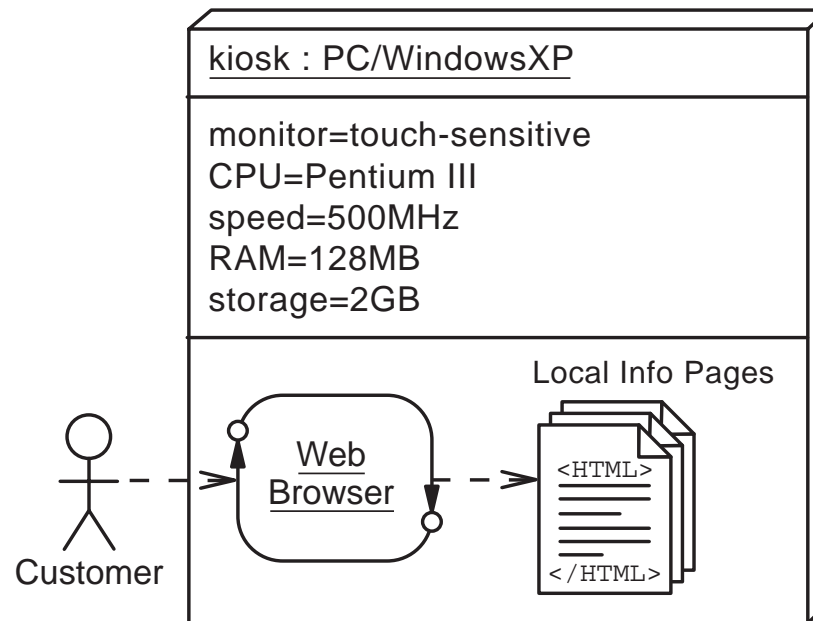 kiosk : PC/WindowsXP
monitor=touch-sensitive
CPU=Pentium III
speed=500MHz
RAM=128MB
storage=2GB
Local Info Pages
Web
Browser
<HTML>
</HTML>
Customer